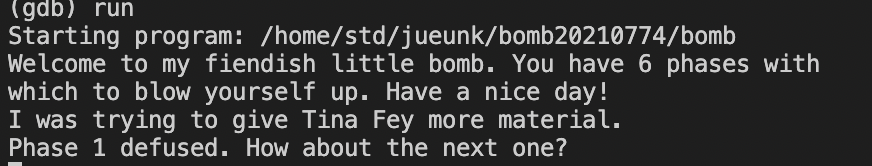 (gdb) run
Starting program: /home/std/jueunk/bomb20210774/bomb
Welcome to my fiendish little bomb. You have 6 phases with
which to blow yourself up. Have a nice day!
I was trying to give Tina Fey more material.
Phase 1 defused. How about the next one?